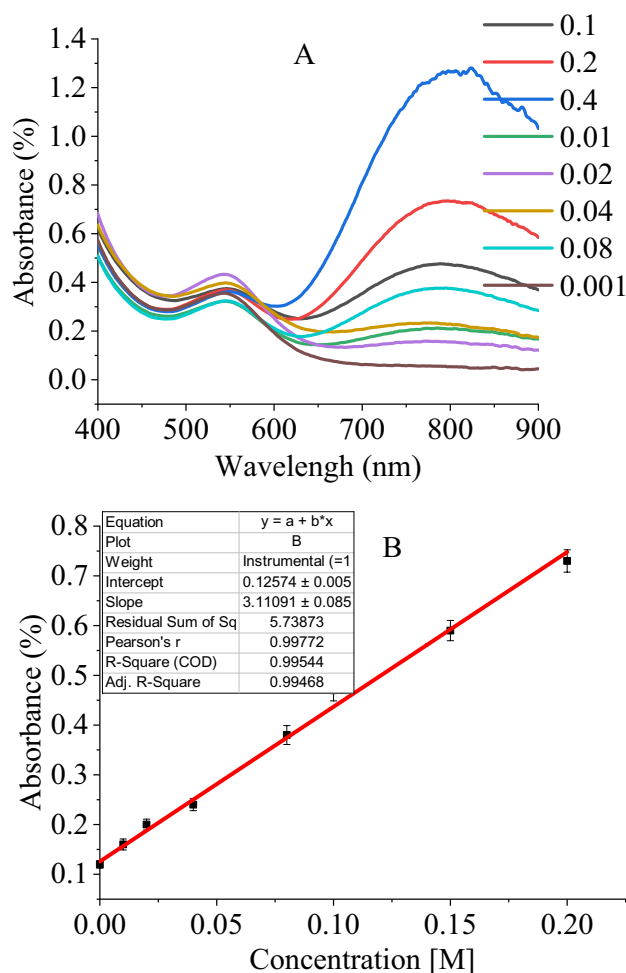 A
0.1
0.2
0.4
0.01
0.02
0.04
0.08
0.001
1.4
1.2
1.0
0.8
0.6
0.4
0.2
0.0
Absorbance (%)
400 500 600 700 800 900
Wavelengh (nm)
B
Equation y = a + b*x
Plot B
Weight Instrumental (=1
Intercept 0.12574 ± 0.005
Slope 3.11091 ± 0.085
Residual Sum of Sq 5.73873
Pearson's r 0.99772
R-Square (COD) 0.99544
Adj. R-Square 0.99468
0.8
0.7
0.6
0.5
0.4
0.3
0.2
0.1
Absorbance (%)
0.00 0.05 0.10 0.15 0.20
Concentration [M]